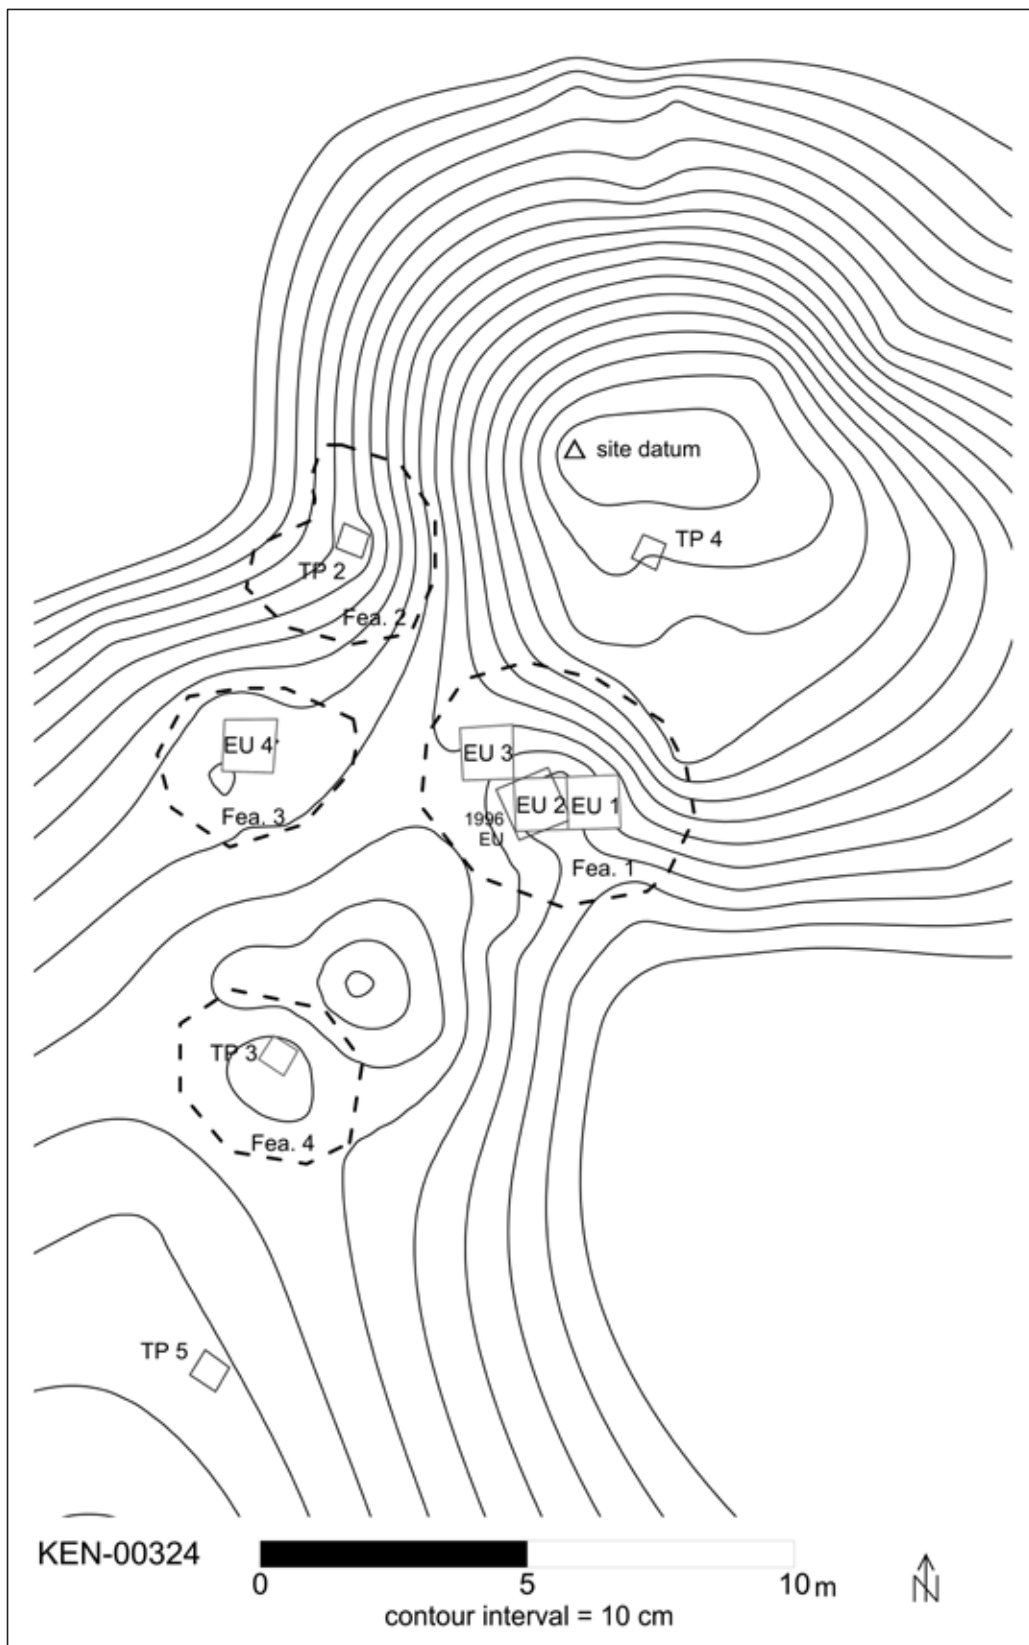 site datum
TP 4
TP 2
Fea. 2
EU 3
EU 4
EU 2
EU 1
1996
EU
Fea. 3
Fea. 1
TP 3
Fea. 4
TP 5
KEN-00324
0
5
10 m
N
contour interval = 10 cm